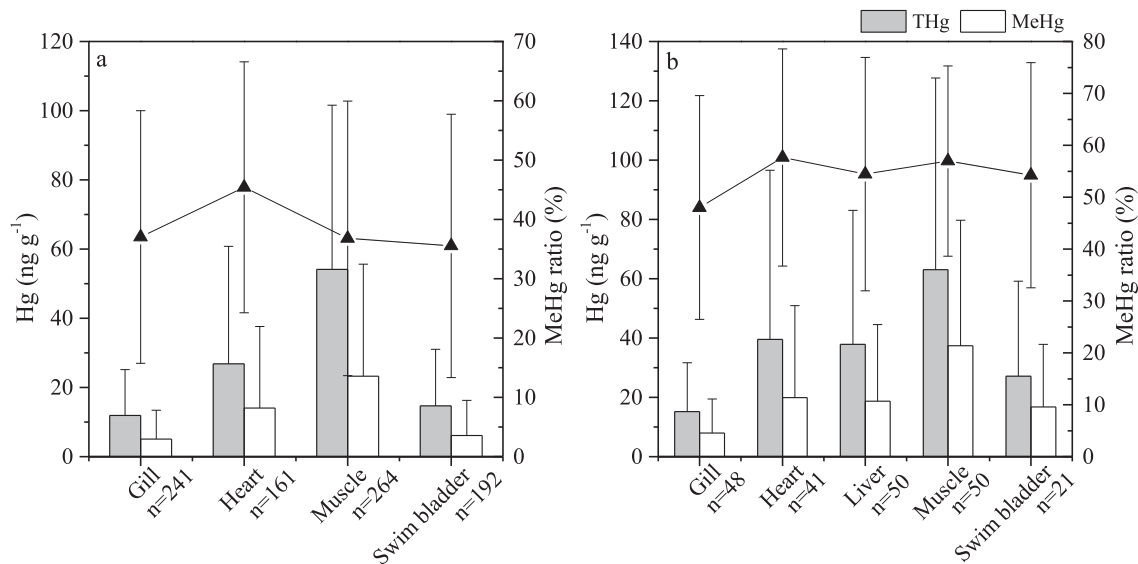 THg MeHg
a
120
100
80
60
40
20
0
Hg (ng g⁻¹)
70
60
50
40
30
20
10
0
MeHg ratio (%)
Gill
n=241
Heart
n=161
Muscle
n=264
Swim bladder
n=192
b
140
120
100
80
60
40
20
0
Hg (ng g⁻¹)
80
70
60
50
40
30
20
10
0
MeHg ratio (%)
Gill
n=48
Heart
n=41
Liver
n=50
Muscle
n=50
Swim bladder
n=21